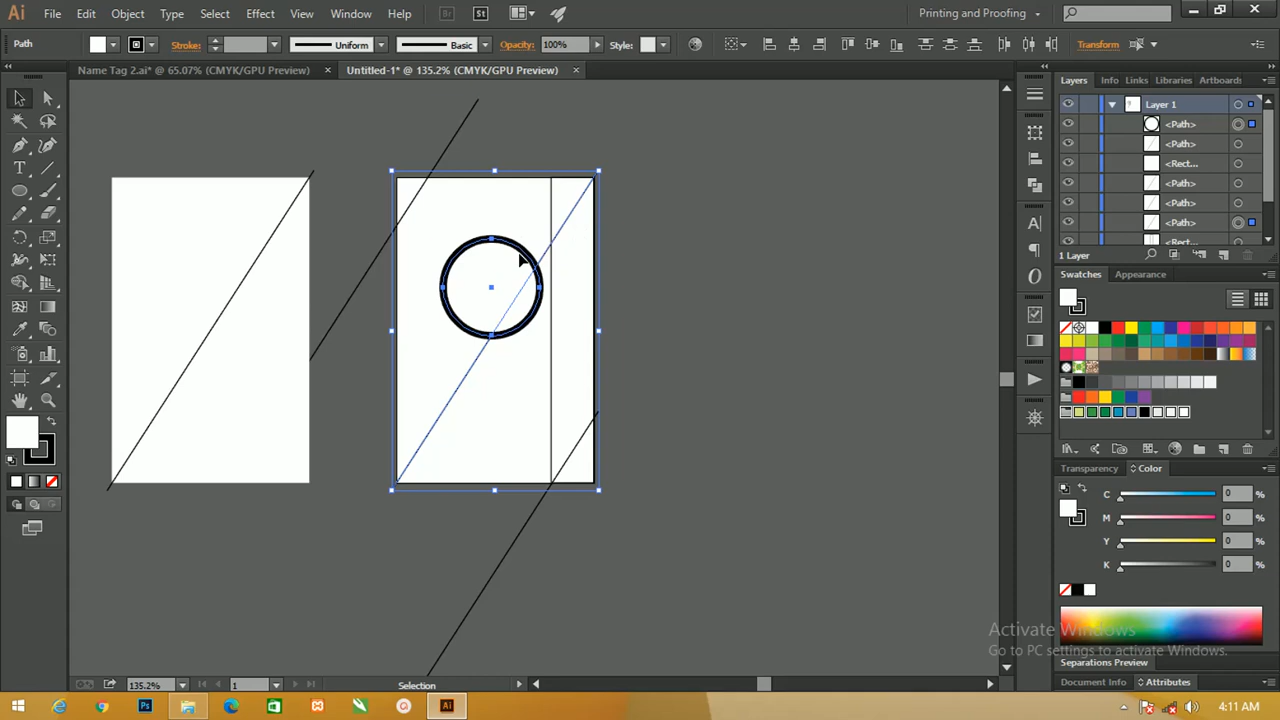 Ai File Edit Object Type Select Effect View Window Help Br St Printing and Proofing
Path Stroke: Uniform Basic Opacity: 100% Style: Transform
Name Tag 2.ai* @ 65.07% (CMYK/GPU Preview) × Untitled-1* @ 135.2% (CMYK/GPU Preview) ×
Layers Info Links Libraries Artboards
Layer 1
<Path>
<Path>
<Rect...
<Path>
<Path>
<Path>
<Rect...
1 Layer
Swatches Appearance
Transparency Color
C 0 %
M 0 %
Y 0 %
K 0 %
Activate Windows
Go to PC settings to activate Windows.
Separations Preview
Document Info Attributes
135.2% 1 Selection
4:11 AM